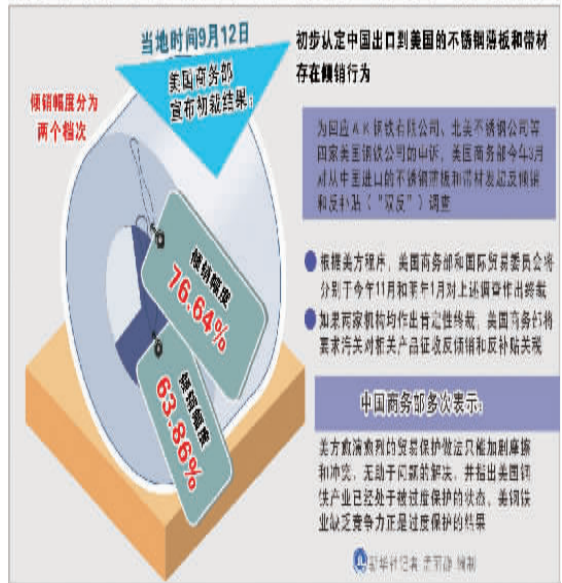 当地时间9月12日
美国商务部
宣布初裁结果：
倾销幅度分为
两个档次
倾销幅度
76.64%
倾销幅度
63.86%
初步认定中国出口到美国的不锈钢薄板和带材
存在倾销行为
为回应AK钢铁有限公司、北美不锈钢公司等
四家美国钢铁公司的申诉，美国商务部今年3月
对从中国进口的不锈钢薄板和带材发起反倾销
和反补贴（“双反”）调查
依据美方程序，美国商务部和国际贸易委员会将
分别于今年11月和明年1月对上述调查作出终裁
如果两家机构均作出肯定性终裁，美国商务部将
要求海关对相关产品征收反倾销和反补贴关税
中国商务部多次表示：
美方愈演愈烈的贸易保护做法只能加剧摩擦
和冲突，无助于问题的解决，并指出美国钢
铁产业已经处于被过度保护的状态，美钢铁
业缺乏竞争力正是过度保护的结果
新华社记者 编制